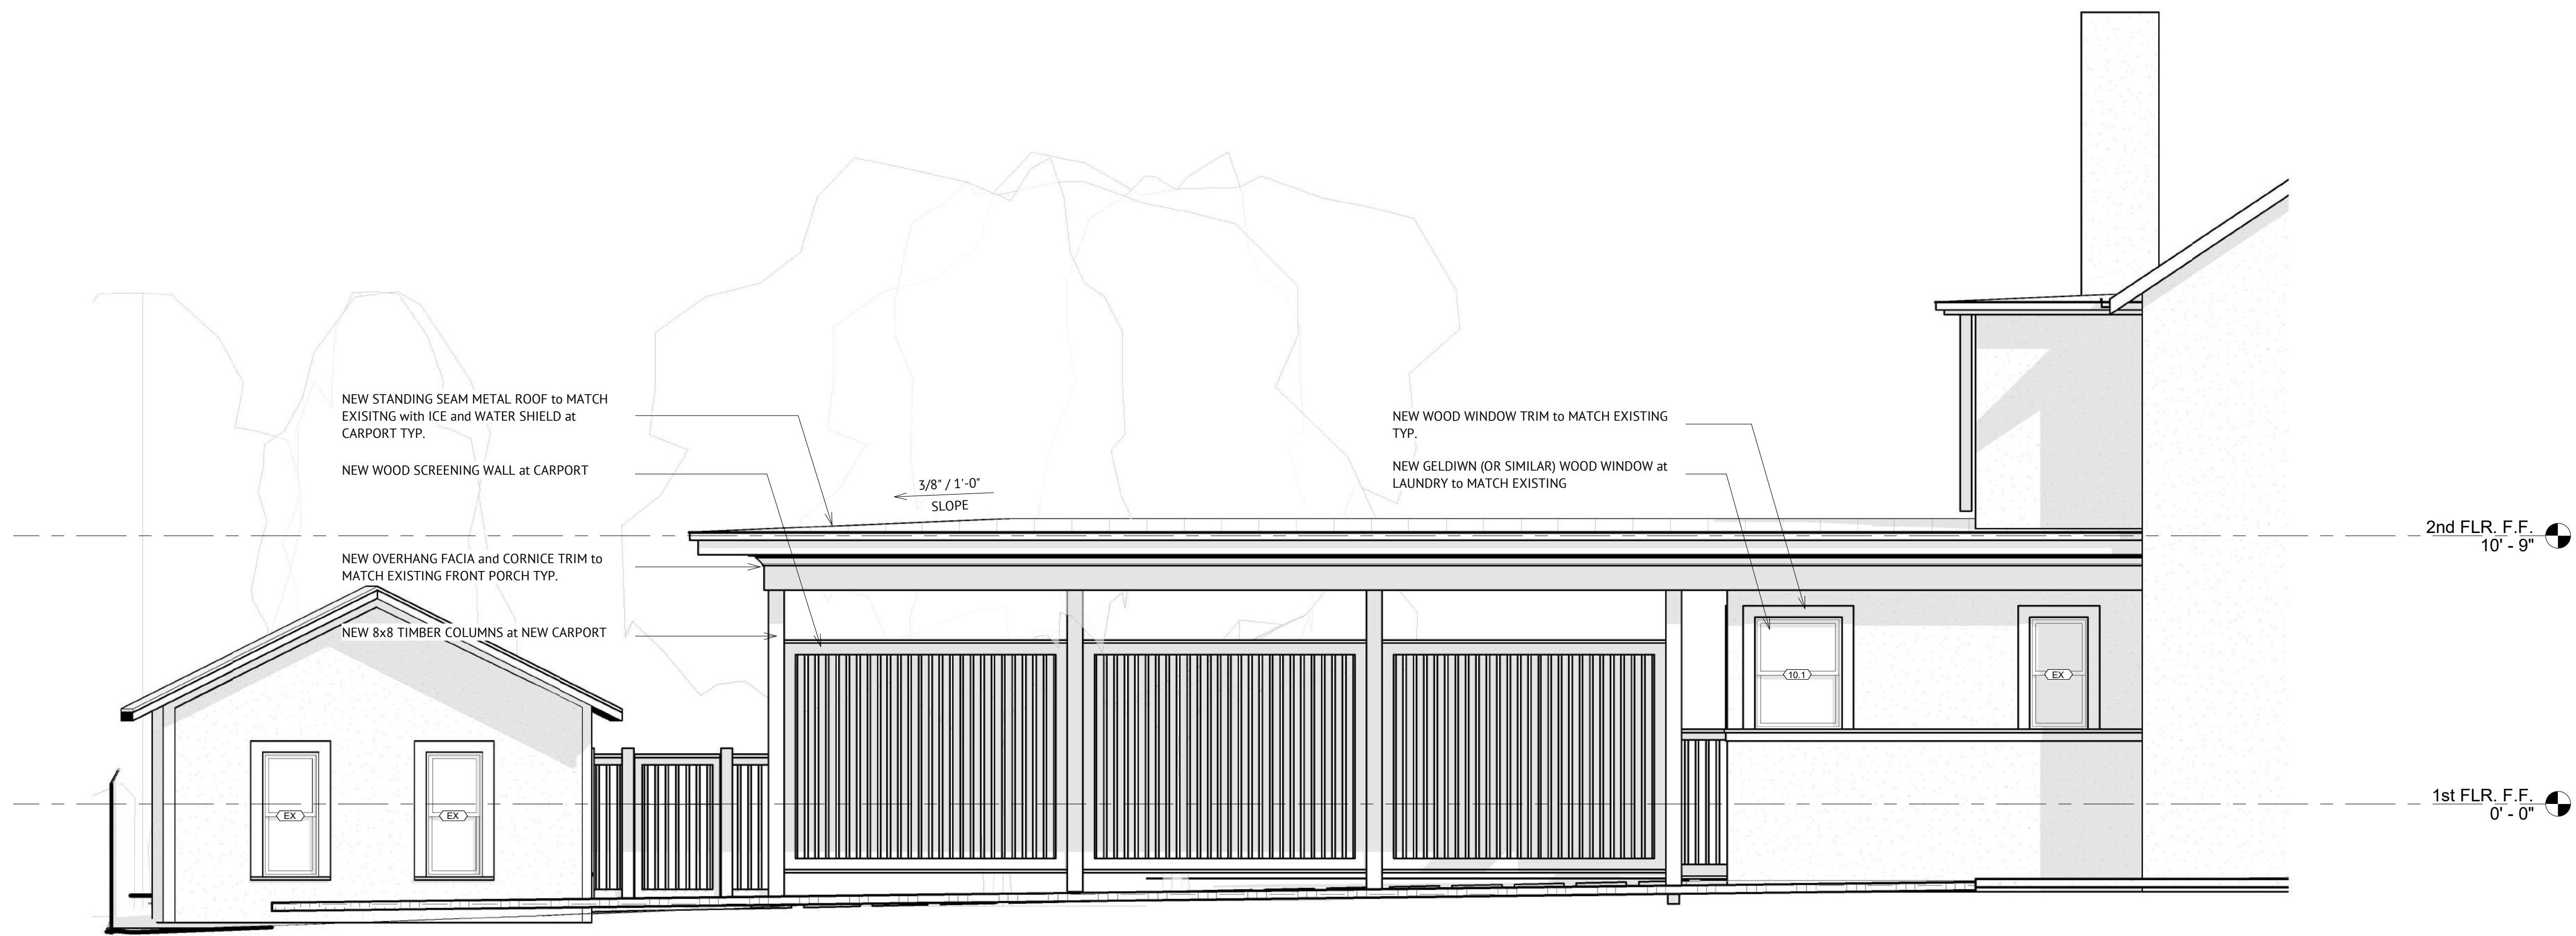 NEW STANDING SEAM METAL ROOF to MATCH
EXISITNG with ICE and WATER SHIELD at
CARPORT TYP.
NEW WOOD SCREENING WALL at CARPORT
3/8" / 1'-0"
SLOPE
NEW OVERHANG FACIA and CORNICE TRIM to
MATCH EXISTING FRONT PORCH TYP.
NEW 8x8 TIMBER COLUMNS at NEW CARPORT
NEW WOOD WINDOW TRIM to MATCH EXISTING
TYP.
NEW GELDIWN (OR SIMILAR) WOOD WINDOW at
LAUNDRY to MATCH EXISTING
2nd FLR. F.F.
10' - 9"
10.1
EX
1st FLR. F.F.
0' - 0"
EX
EX